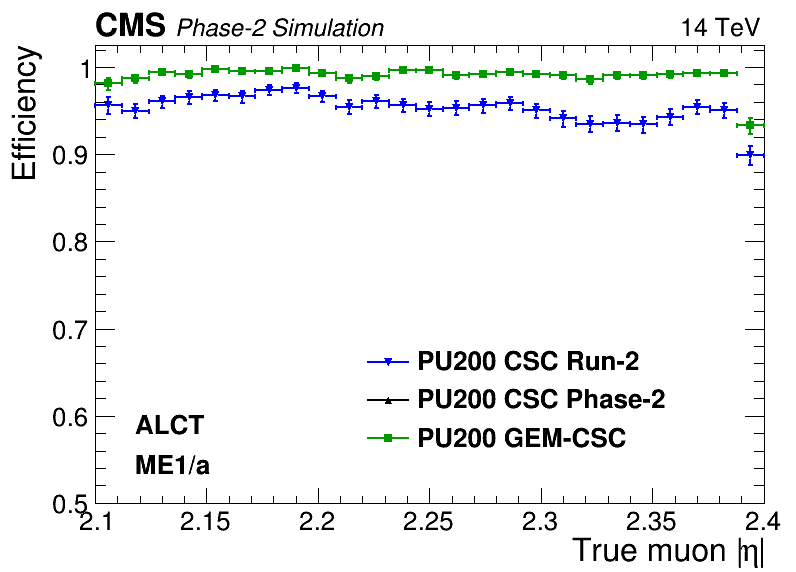 CMS Phase-2 Simulation 14 TeV
Efficiency
1
0.9
0.8
0.7
0.6
0.5
PU200 CSC Run-2
PU200 CSC Phase-2
PU200 GEM-CSC
ALCT
ME1/a
2.1 2.15 2.2 2.25 2.3 2.35 2.4
True muon |η|